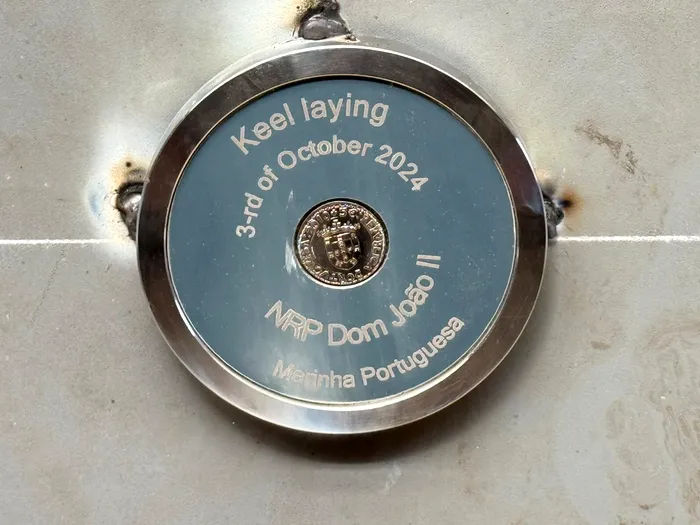 Keel laying
3-rd of October 2024
NRP Dom João II
Marinha Portuguesa